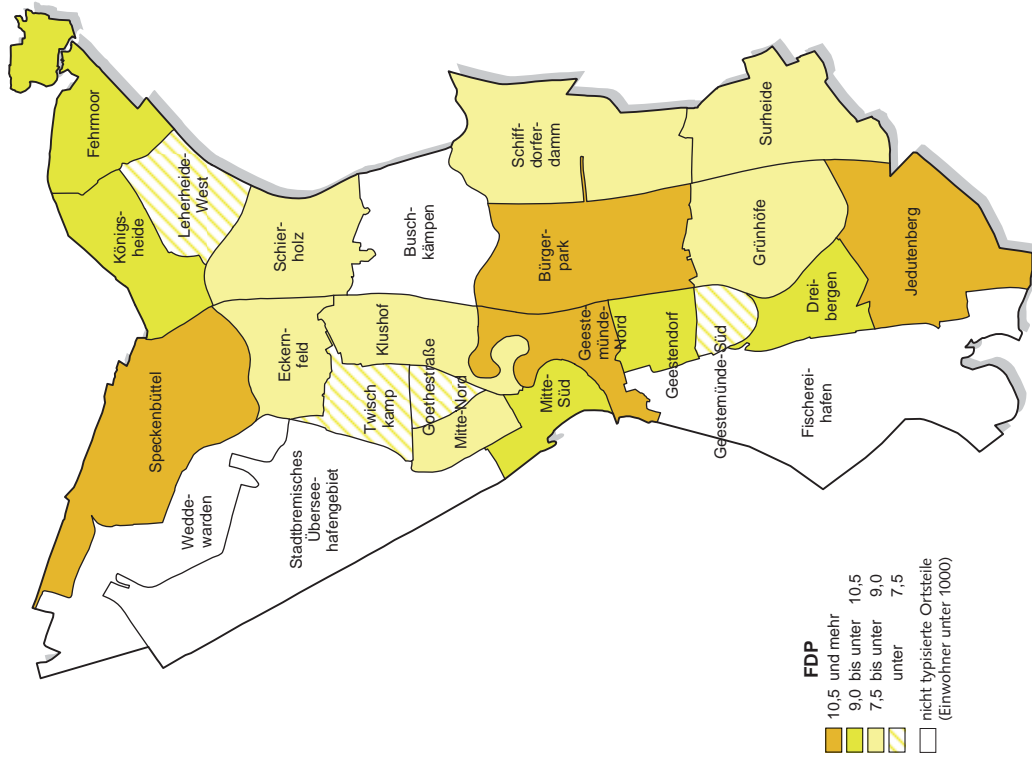 Fehrmoor
Königs-
heide
Leherheide-
West
Speckenbüttel
Schier-
holz
Wedde-
warden
Eckern-
feld
Stadtbremisches
Übersee-
hafengebiet
Klushof
Busch-
kämpen
Twisch
kamp
Goethestraße
Mitte-Nord
Schiff-
dorfer-
damm
Bürger-
park
Geeste-
münde-
Nord
Mitte-
Süd
Surheide
Grünhöfe
Geestendorf
Geestemünde-Süd
Drei-
bergen
Fischerei-
hafen
Jedutenberg
FDP
10,5 und mehr
9,0 bis unter 10,5
7,5 bis unter 9,0
unter 7,5
nicht typisierte Ortsteile
(Einwohner unter 1000)